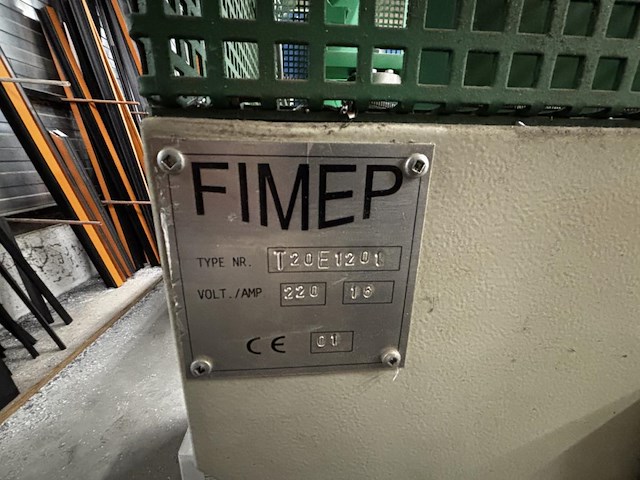 FIMEP
TYPE NR. T20E1201
VOLT./AMP 220 16
CE 01